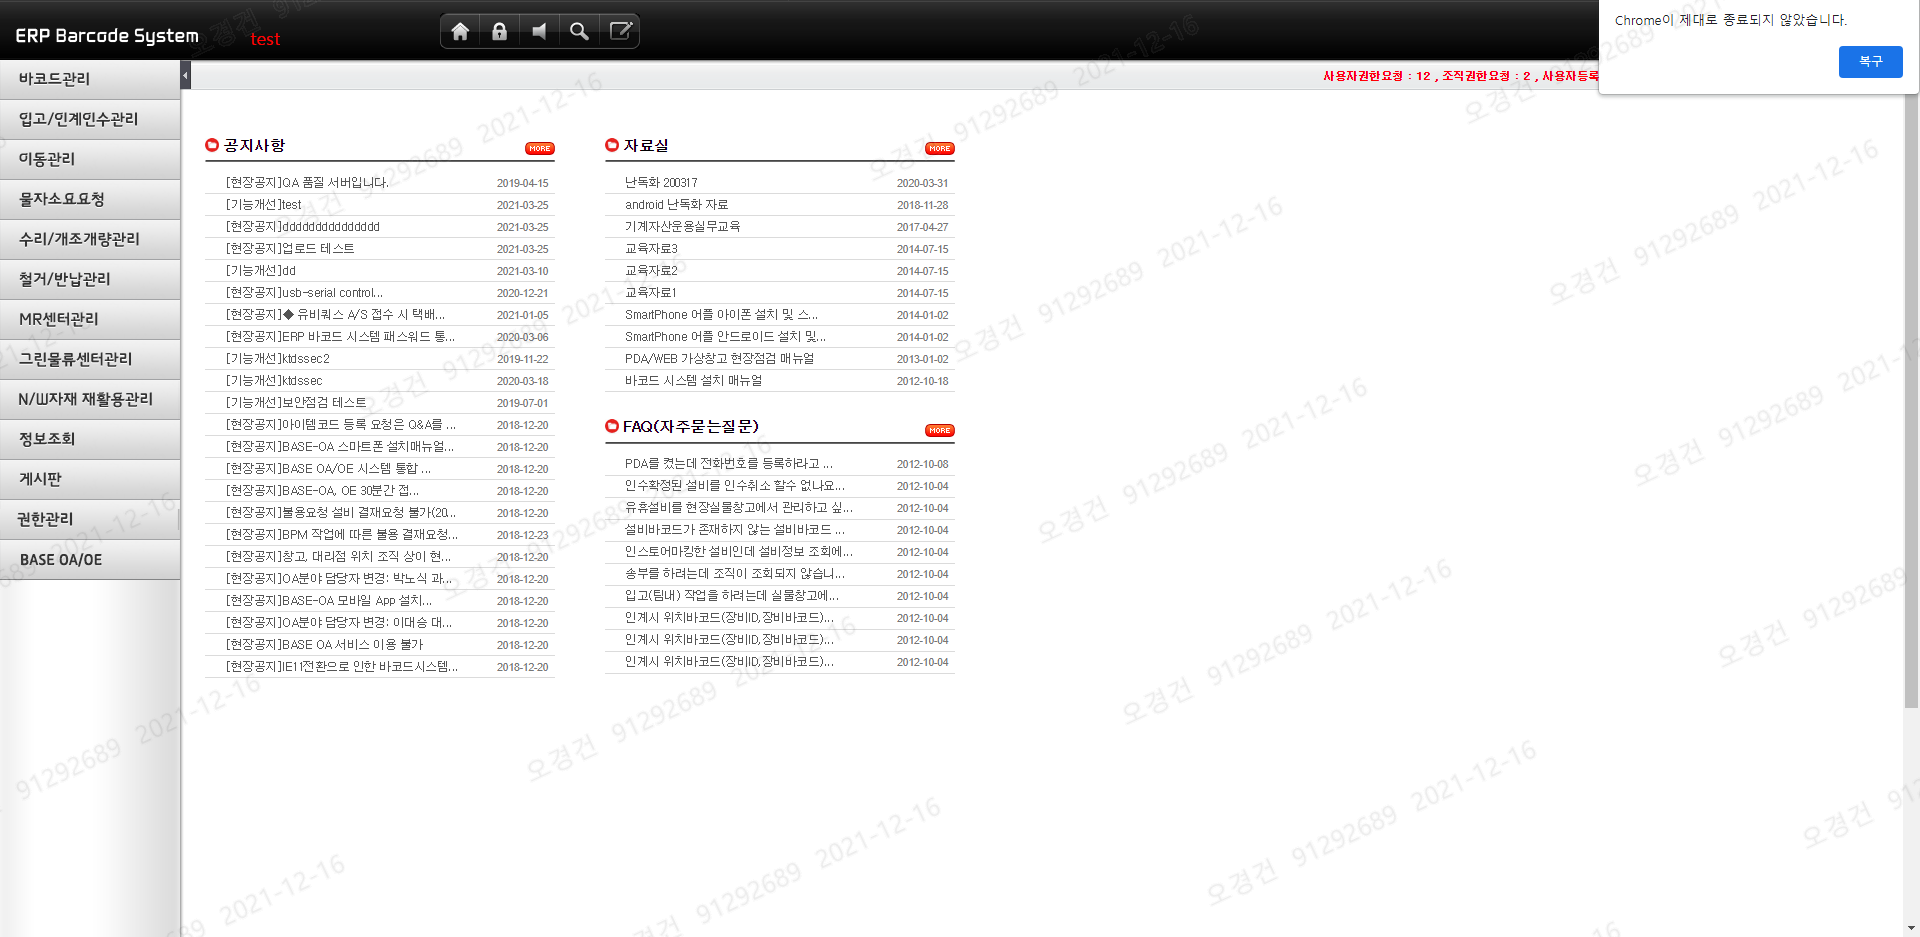 ERP Barcode System
test
Chrome이 제대로 종료되지 않았습니다.
복구
사용자권한요청 : 12 , 조직권한요청 : 2 , 사용자등록
바코드관리
입고/인계인수관리
이동관리
물자소요요청
수리/개조개량관리
철거/반납관리
MR센터관리
그린물류센터관리
N/W자재 재활용관리
정보조회
게시판
권한관리
BASE OA/OE
공지사항
MORE
[현장공지]QA 품질 서버입니다. 2019-04-15
[기능개선]test 2021-03-25
[현장공지]ddddddddddddddd 2021-03-25
[현장공지]업로드 테스트 2021-03-25
[기능개선]dd 2021-03-10
[현장공지]usb-serial control... 2020-12-21
[현장공지]◆ 유비쿼스 A/S 접수 시 택배... 2021-01-05
[현장공지]ERP 바코드 시스템 패스워드 통... 2020-03-06
[기능개선]ktdssec2 2019-11-22
[기능개선]ktdssec 2020-03-18
[기능개선]보안점검 테스트 2019-07-01
[현장공지]아이템코드 등록 요청은 Q&A를 ... 2018-12-20
[현장공지]BASE-OA 스마트폰 설치매뉴얼... 2018-12-20
[현장공지]BASE OA/OE 시스템 통합 ... 2018-12-20
[현장공지]BASE-OA, OE 30분간 접... 2018-12-20
[현장공지]불용요청 설비 결재요청 불가(20... 2018-12-20
[현장공지]BPM 작업에 따른 불용 결재요청... 2018-12-23
[현장공지]창고, 대리점 위치 조직 상이 현... 2018-12-20
[현장공지]OA분야 담당자 변경: 박노식 과... 2018-12-20
[현장공지]BASE-OA 모바일 App 설치... 2018-12-20
[현장공지]OA분야 담당자 변경: 이대승 대... 2018-12-20
[현장공지]BASE OA 서비스 이용 불가 2018-12-20
[현장공지]IE11전환으로 인한 바코드시스템... 2018-12-20
자료실
MORE
난독화 200317 2020-03-31
android 난독화 자료 2018-11-28
기계자산운용실무교육 2017-04-27
교육자료3 2014-07-15
교육자료2 2014-07-15
교육자료1 2014-07-15
SmartPhone 어플 아이폰 설치 및 스... 2014-01-02
SmartPhone 어플 안드로이드 설치 및... 2014-01-02
PDA/WEB 가상창고 현장점검 매뉴얼 2013-01-02
바코드 시스템 설치 매뉴얼 2012-10-18
FAQ(자주묻는질문)
MORE
PDA를 켰는데 전화번호를 등록하라고 ... 2012-10-08
인수확정된 설비를 인수취소 할수 없나요... 2012-10-04
유휴설비를 현장실물창고에서 관리하고 싶... 2012-10-04
설비바코드가 존재하지 않는 설비바코드 ... 2012-10-04
인스토어마킹한 설비인데 설비정보 조회에... 2012-10-04
송부를 하려는데 조직이 조회되지 않습니... 2012-10-04
입고(팀내) 작업을 하려는데 실물창고에... 2012-10-04
인계시 위치바코드(장비ID,장비바코드)... 2012-10-04
인계시 위치바코드(장비ID,장비바코드)... 2012-10-04
인계시 위치바코드(장비ID,장비바코드)... 2012-10-04
오경건 91292689 2021-12-16